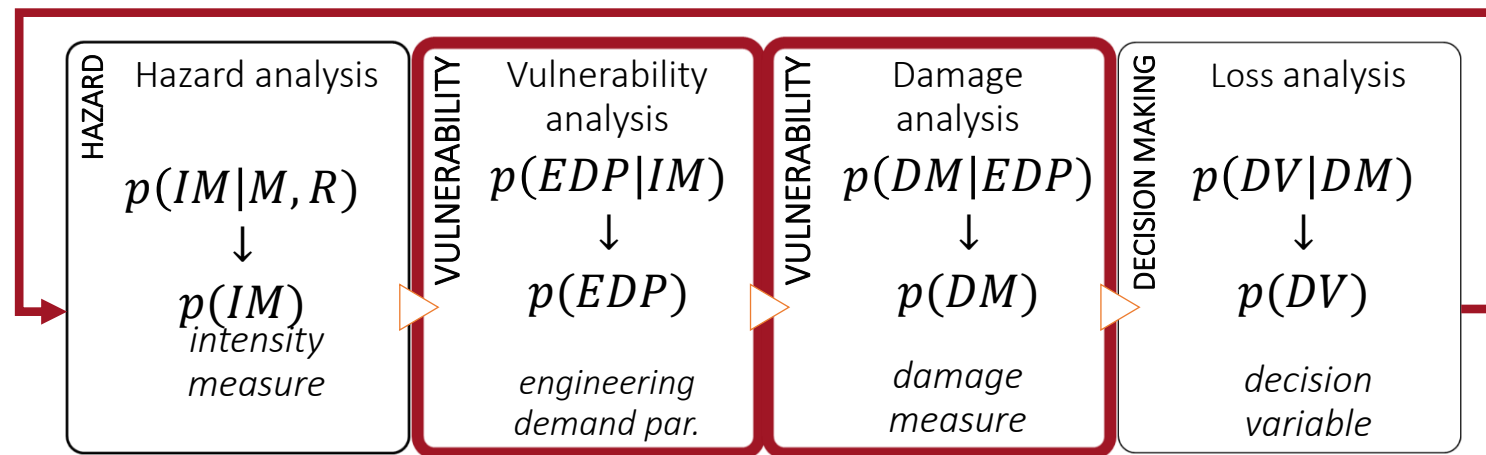 HAZARD
Hazard analysis
p(IM|M, R)
↓
p(IM)
intensity
measure
VULNERABILITY
Vulnerability
analysis
p(EDP|IM)
↓
p(EDP)
engineering
demand par.
VULNERABILITY
Damage
analysis
p(DM|EDP)
↓
p(DM)
damage
measure
DECISION MAKING
Loss analysis
p(DV|DM)
↓
p(DV)
decision
variable